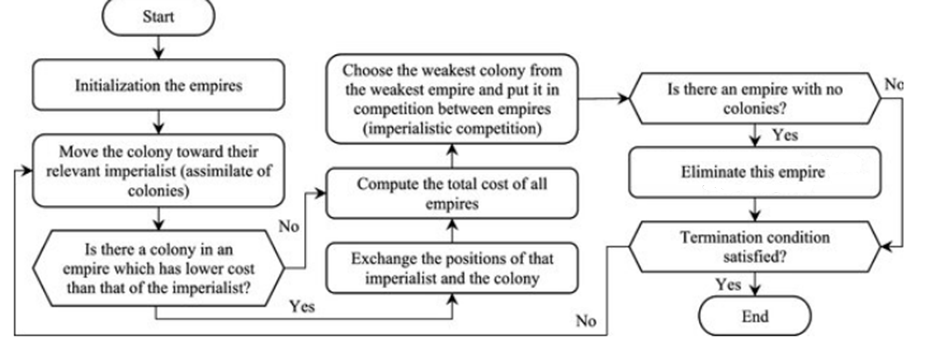 Start
Initialization the empires
Move the colony toward their
relevant imperialist (assimilate of
colonies)
Is there a colony in an
empire which has lower cost
than that of the imperialist?
No
Yes
Exchange the positions of that
imperialist and the colony
Compute the total cost of all
empires
Choose the weakest colony from
the weakest empire and put it in
competition between empires
(imperialistic competition)
Is there an empire with no
colonies?
No
Yes
Eliminate this empire
Termination condition
satisfied?
No
Yes
End